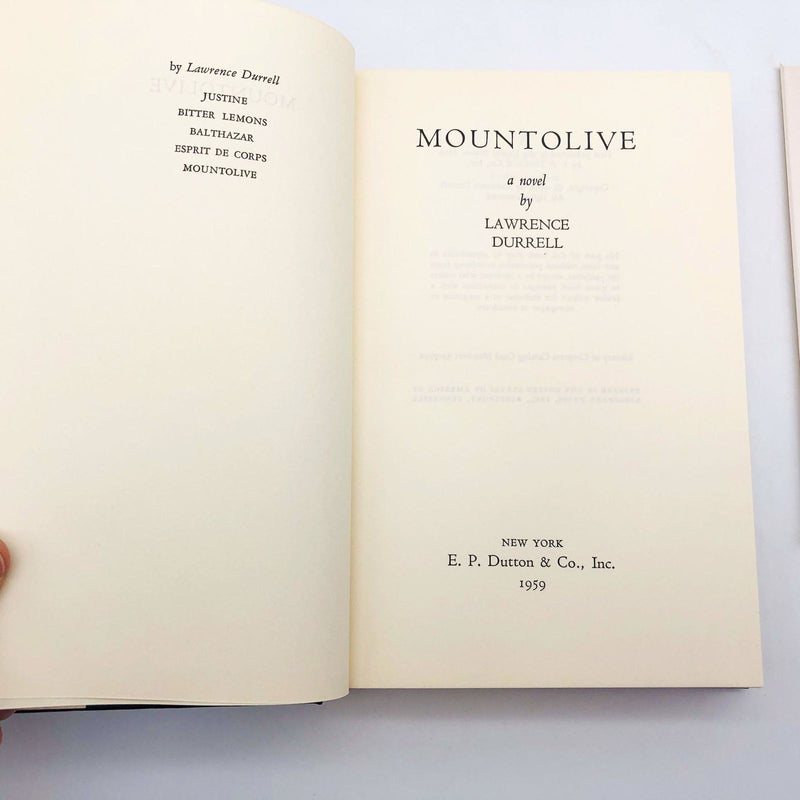 by Lawrence Durrell
JUSTINE
BITTER LEMONS
BALTHAZAR
ESPRIT DE CORPS
MOUNTOLIVE
MOUNTOLIVE
a novel
by
LAWRENCE
DURRELL
NEW YORK
E. P. Dutton & Co., Inc.
1959